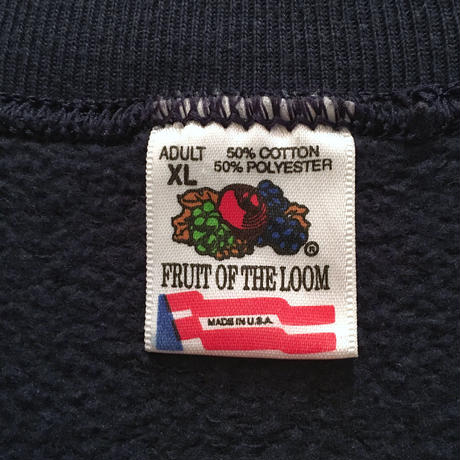 ADULT 50% COTTON
XL 50% POLYESTER
®
FRUIT OF THE LOOM
MADE IN U.S.A.